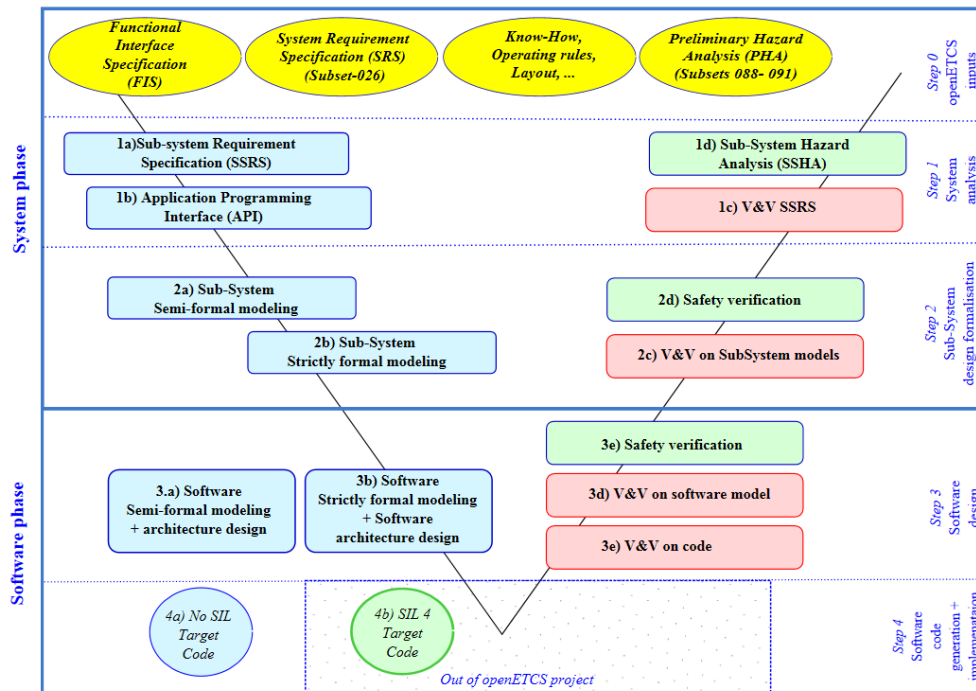 Functional
Interface
Specification
(FIS)
System Requirement
Specification (SRS)
(Subset-026)
Know-How,
Operating rules,
Layout, ...
Preliminary Hazard
Analysis (PHA)
(Subsets 088- 091)
Step 0
openETCS
inputs
System phase
1a)Sub-system Requirement
Specification (SSRS)
1b) Application Programming
Interface (API)
1d) Sub-System Hazard
Analysis (SSHA)
1c) V&V SSRS
Step 1
System
analysis
2a) Sub-System
Semi-formal modeling
2b) Sub-System
Strictly formal modeling
2d) Safety verification
2c) V&V on SubSystem models
Step 2
Sub-System
design formalisation
Software phase
3.a) Software
Semi-formal modeling
+ architecture design
3b) Software
Strictly formal modeling
+ Software
architecture design
3e) Safety verification
3d) V&V on software model
3e) V&V on code
Step 3
Software
design
4a) No SIL
Target
Code
4b) SIL 4
Target
Code
Out of openETCS project
Step 4
Software
code
generation +